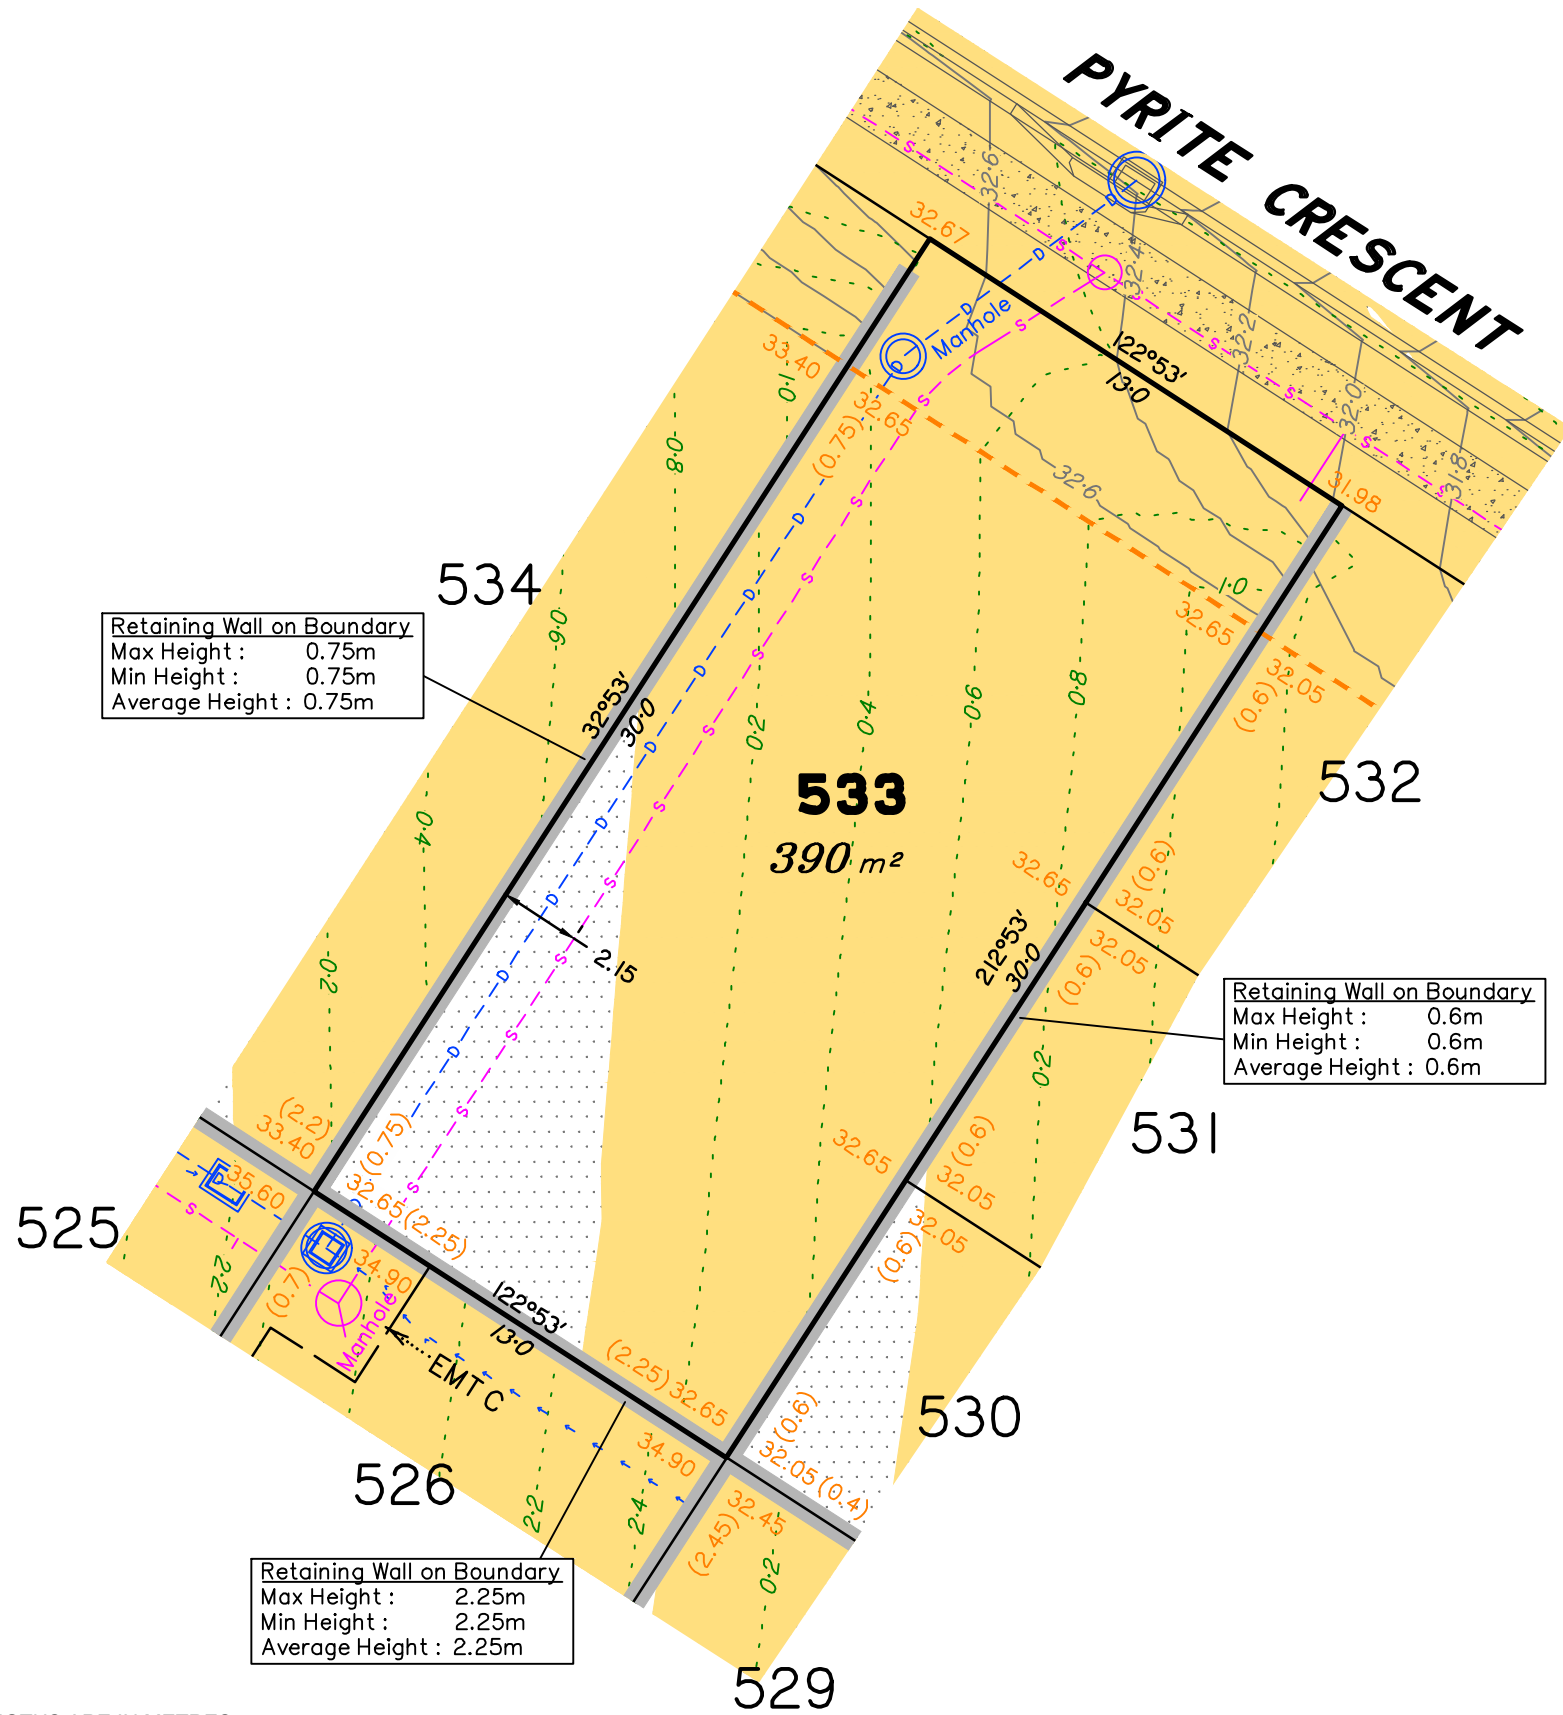 PYRITE CRESCENT
32.67
32.6
32.4
32.2
32.0
31.8
S
S
S
S
S
S
D
D
D
D
Manhole
S
S
122°53′
13·0
31.98
33.40
32.65
(0.75)
0·1
0·8
32·6
1·0
32.65
32.05
(0.6)
534
Retaining Wall on Boundary
Max Height : 0.75m
Min Height : 0.75m
Average Height : 0.75m
0·6
32°53′
30·0
D
D
D
D
D
D
D
D
S
S
S
S
S
S
S
S
S
S
S
0·2
0·4
0·6
0·8
533
390 m²
532
0·4
0·2
2.15
32.65
(0.6)
32.05
32.05
(0.6)
212°53′
30·0
Retaining Wall on Boundary
Max Height : 0.6m
Min Height : 0.6m
Average Height : 0.6m
0·2
531
(2.2)
33.40
(0.75)
32.65 (2.25)
32.65
(0.6)
32.05
32.05
(0.6)
525
35.60
S
2·2
34.90
(0.7)
Manhole
EMT C
122°53′
13·0
(2.25) 32.65
(0.6)
32.05 (0.4)
530
526
2·2
2·4
34.90
32.45
(2.45)
0·2
Retaining Wall on Boundary
Max Height : 2.25m
Min Height : 2.25m
Average Height : 2.25m
529